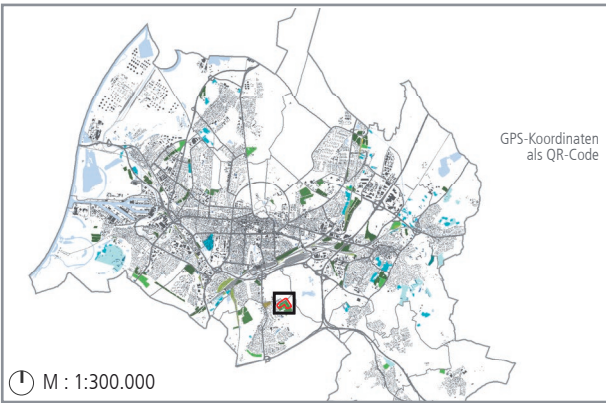 GPS-Koordinaten
als QR-Code
M : 1:300.000